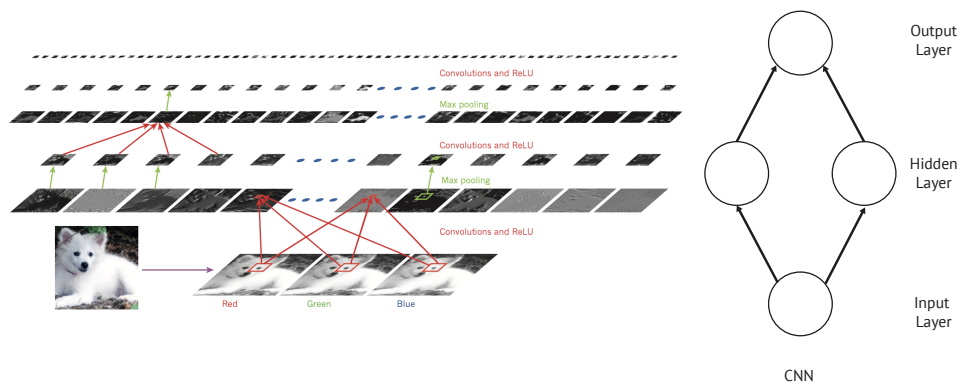 Convolutions and ReLU
Max pooling
Convolutions and ReLU
Max pooling
Convolutions and ReLU
Red
Green
Blue
Output
Layer
Hidden
Layer
Input
Layer
CNN